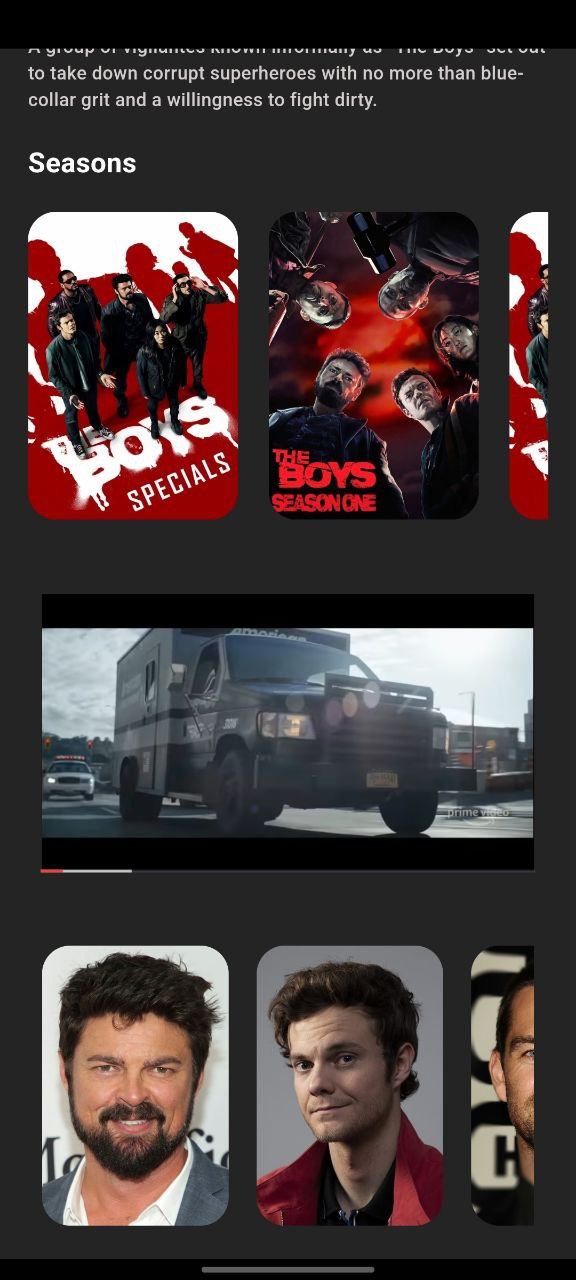 A group of vigilantes known informally as "The Boys" set out
to take down corrupt superheroes with no more than blue-
collar grit and a willingness to fight dirty.
Seasons
THE
BOYS
SPECIALS
THE
BOYS
SEASON ONE
American
prime video
H